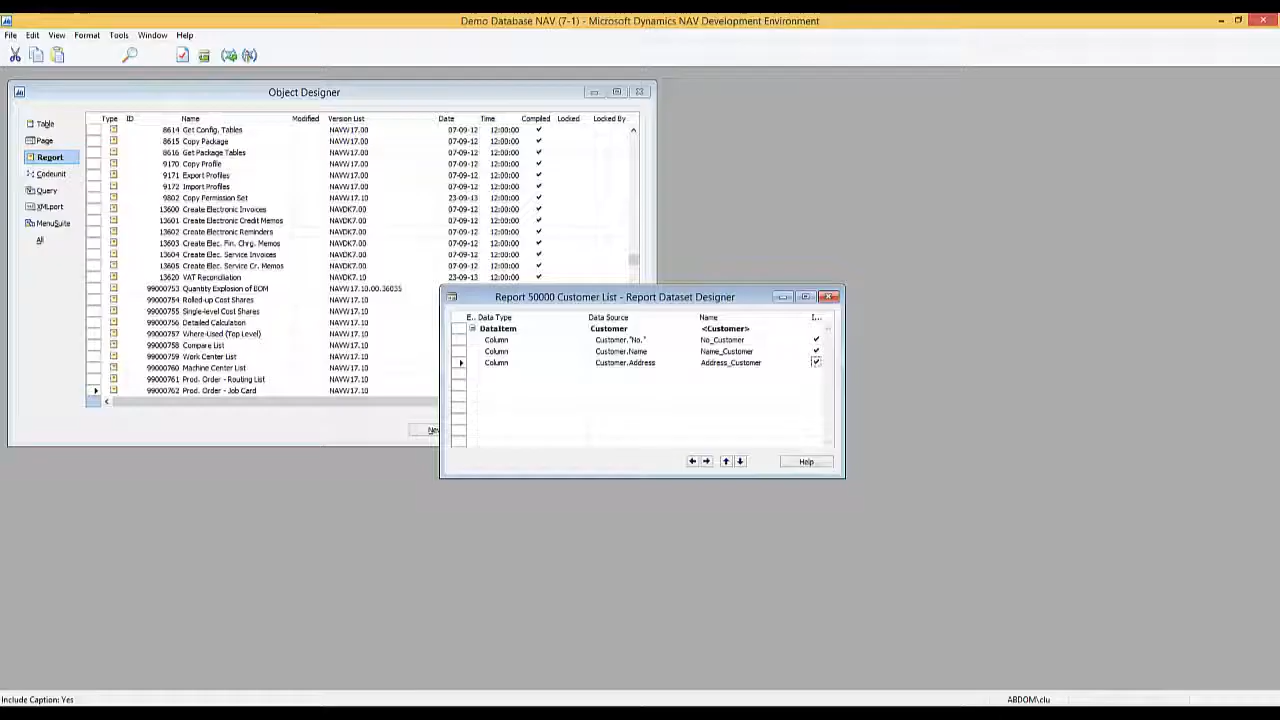 Demo Database NAV (7-1) - Microsoft Dynamics NAV Development Environment
File Edit View Format Tools Window Help
Object Designer
Type ID Name Modified Version List Date Time Compiled Locked Locked By
Table
Page
Report
Codeunit
Query
XMLport
MenuSuite
All
8614 Get Config. Tables NAVW17.00 07-09-12 12:00:00
8615 Copy Package NAVW17.00 07-09-12 12:00:00
8616 Get Package Tables NAVW17.00 07-09-12 12:00:00
9170 Copy Profile NAVW17.00 07-09-12 12:00:00
9171 Export Profiles NAVW17.00 07-09-12 12:00:00
9172 Import Profiles NAVW17.00 07-09-12 12:00:00
9802 Copy Permission Set NAVW17.10 23-09-13 12:00:00
13600 Create Electronic Invoices NAVDK7.00 07-09-12 12:00:00
13601 Create Electronic Credit Memos NAVDK7.00 07-09-12 12:00:00
13602 Create Electronic Reminders NAVDK7.00 07-09-12 12:00:00
13603 Create Elec. Fin. Chrg. Memos NAVDK7.00 07-09-12 12:00:00
13604 Create Elec. Service Invoices NAVDK7.00 07-09-12 12:00:00
13605 Create Elec. Service Cr. Memos NAVDK7.00 07-09-12 12:00:00
13620 VAT Reconciliation NAVDK7.10 23-09-13 12:00:00
99000753 Quantity Explosion of BOM NAVW17.10.00.36035
99000754 Rolled-up Cost Shares NAVW17.10
99000755 Single-level Cost Shares NAVW17.10
99000756 Detailed Calculation NAVW17.10
99000757 Where-Used (Top Level) NAVW17.10
99000758 Compare List NAVW17.10
99000759 Work Center List NAVW17.10
99000760 Machine Center List NAVW17.10
99000761 Prod. Order - Routing List NAVW17.10
99000762 Prod. Order - Job Card NAVW17.10
Report 50000 Customer List - Report Dataset Designer
E.. Data Type Data Source Name I...
DataItem Customer <Customer>
Column Customer."No." No_Customer
Column Customer.Name Name_Customer
Column Customer.Address Address_Customer
Help
Include Caption: Yes
ABDOM\clu